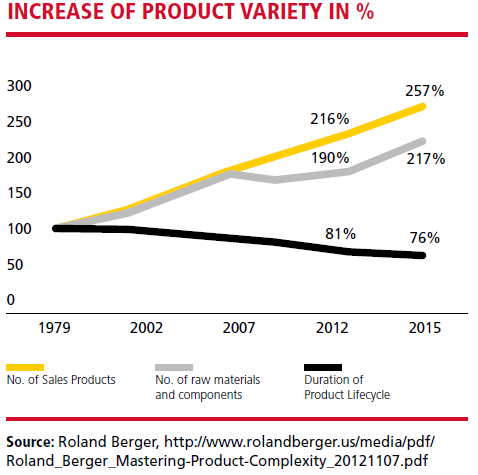 INCREASE OF PRODUCT VARIETY IN %
300
257%
250
216%
200
190%
217%
150
100
81%
76%
50
0
1979 2002 2007 2012 2015
No. of Sales Products
No. of raw materials
and components
Duration of
Product Lifecycle
Source: Roland Berger, http://www.rolandberger.us/media/pdf/
Roland_Berger_Mastering-Product-Complexity_20121107.pdf